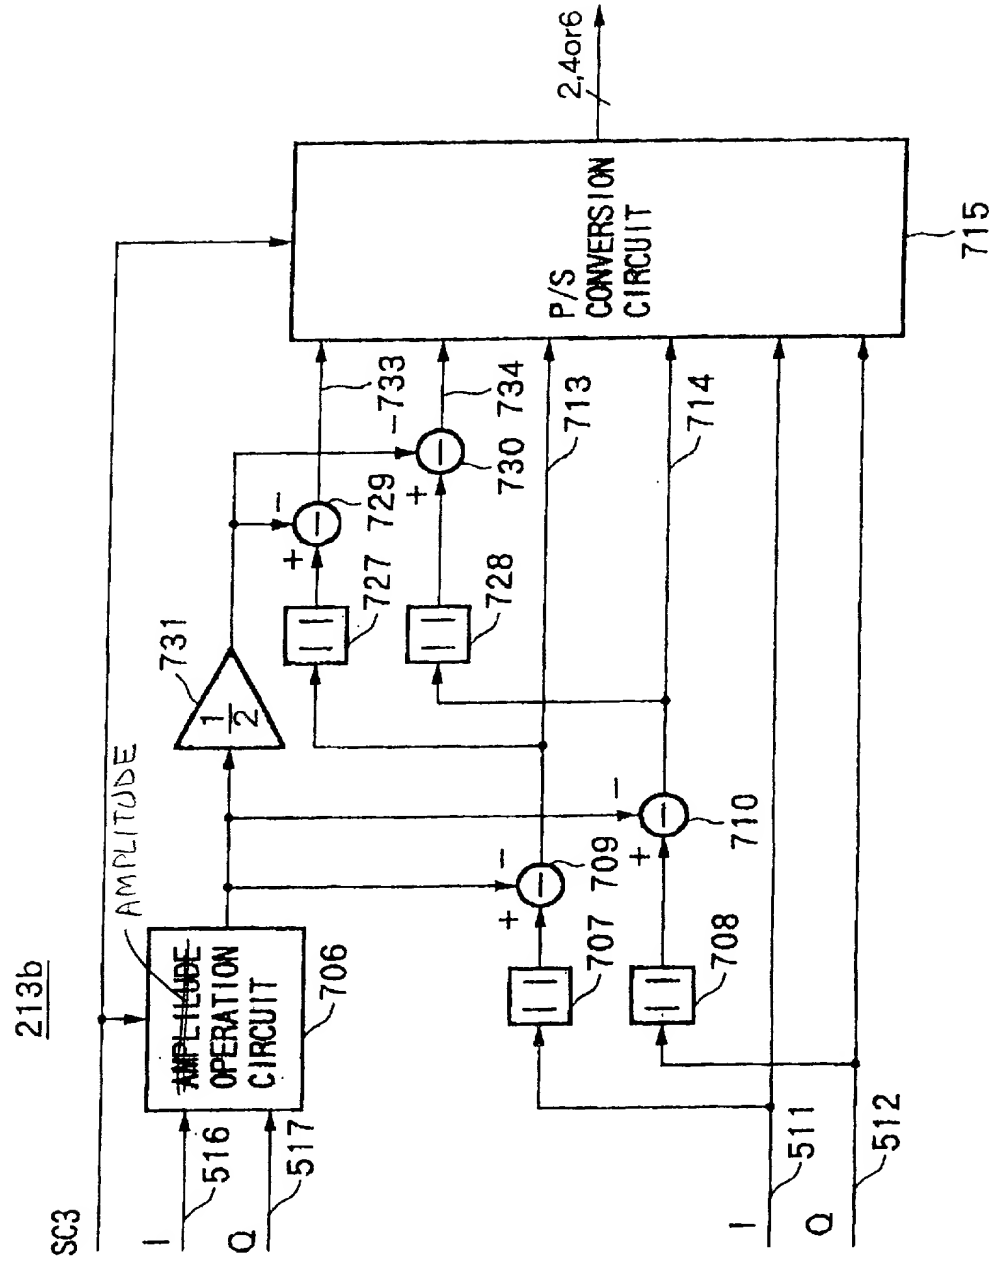 213b
SC3
I
516
Q
517
AMPLITUDE
AMPLILUDE
OPERATION
CIRCUIT
706
1/2
731
| |
707
| |
708
+
-
-
709
+
-
-
710
| |
727
| |
728
+
-
-
729
+
-
-
730
733
734
713
714
P/S
CONVERSION
CIRCUIT
715
2,4or6
I
511
Q
512